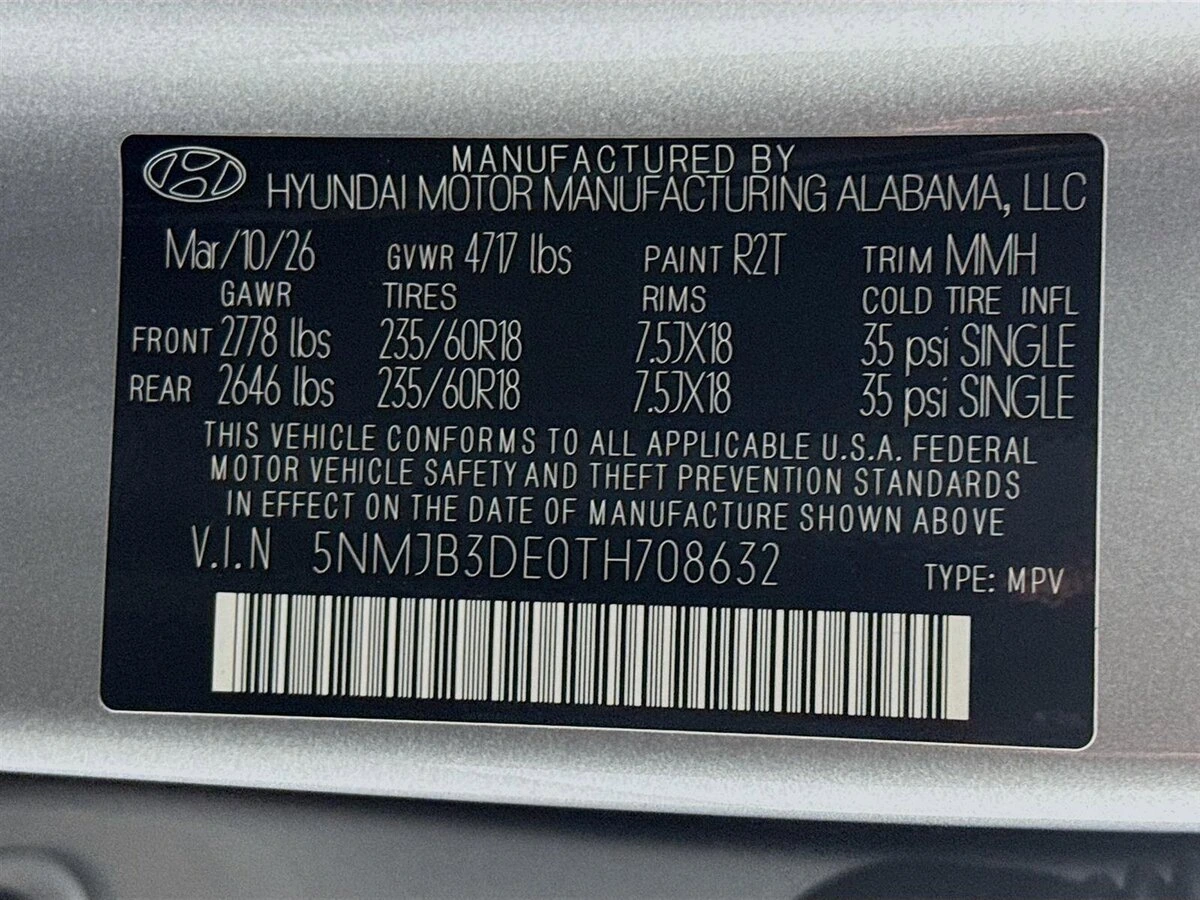 MANUFACTURED BY
HYUNDAI MOTOR MANUFACTURING ALABAMA, LLC
Mar/10/26 GVWR 4717 lbs PAINT R2T TRIM MMH
GAWR TIRES RIMS COLD TIRE INFL
FRONT 2778 lbs 235/60R18 7.5JX18 35 psi SINGLE
REAR 2646 lbs 235/60R18 7.5JX18 35 psi SINGLE
THIS VEHICLE CONFORMS TO ALL APPLICABLE U.S.A. FEDERAL
MOTOR VEHICLE SAFETY AND THEFT PREVENTION STANDARDS
IN EFFECT ON THE DATE OF MANUFACTURE SHOWN ABOVE
V.I.N 5NMJB3DE0TH708632 TYPE: MPV